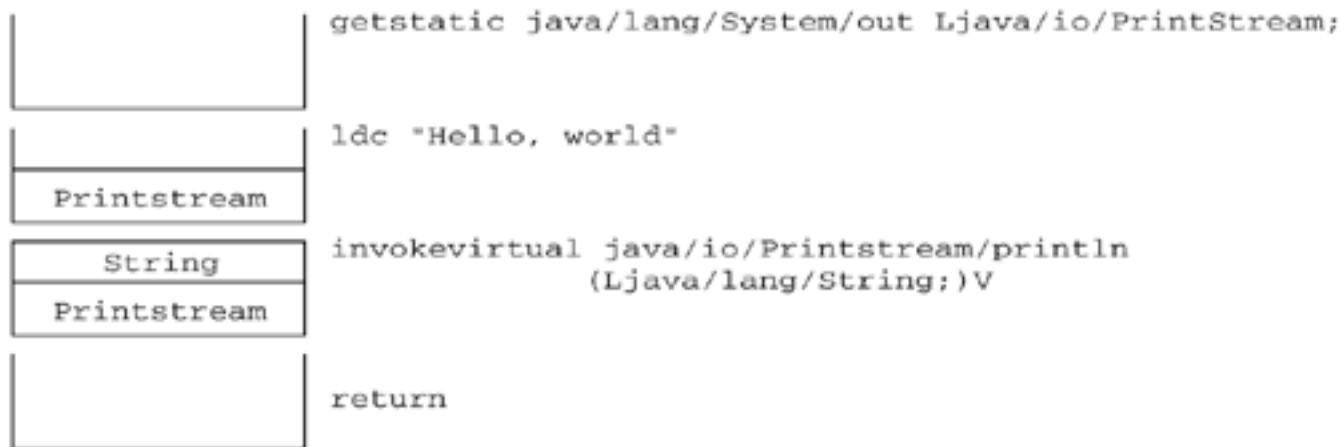 getstatic java/lang/System/out Ljava/io/PrintStream;
ldc "Hello, world"
Printstream
String
invokevirtual java/io/Printstream/println
(Ljava/lang/String;)V
Printstream
return